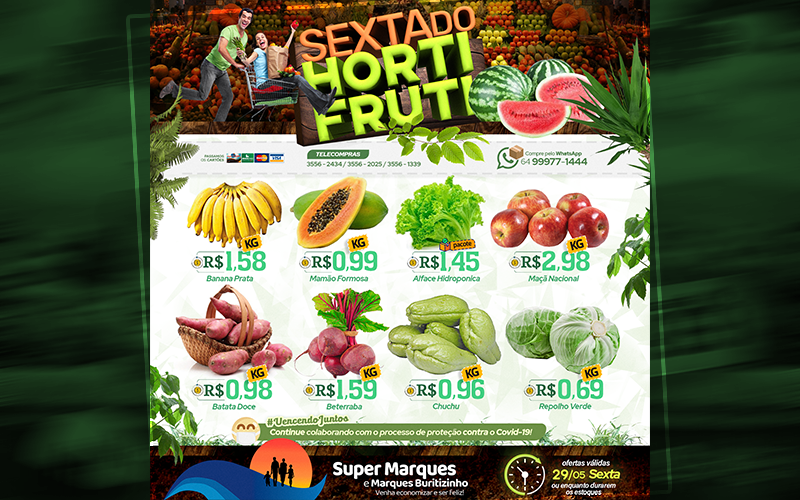 SEXTA DO
HORTI
FRUTI
PASSAMOS
OS CARTÕES
VISA
TELECOMPRAS
3556 - 2434 / 3556 - 2025 / 3556 - 1339
Compre pelo WhatsApp
64 99977-1444
KG
R$1,58
Banana Prata
KG
R$0,99
Mamão Formosa
pacote
R$1,45
Alface Hidroponica
KG
R$2,98
Maçã Nacional
KG
R$0,98
Batata Doce
KG
R$1,59
Beterraba
KG
R$0,96
Chuchu
KG
R$0,69
Repolho Verde
#VencendoJuntos
Continue colaborando com o processo de proteção contra o Covid-19!
Super Marques
e Marques Buritizinho
Venha economizar e ser feliz!
ofertas válidas
29/05 Sexta
ou enquanto durarem
os estoques